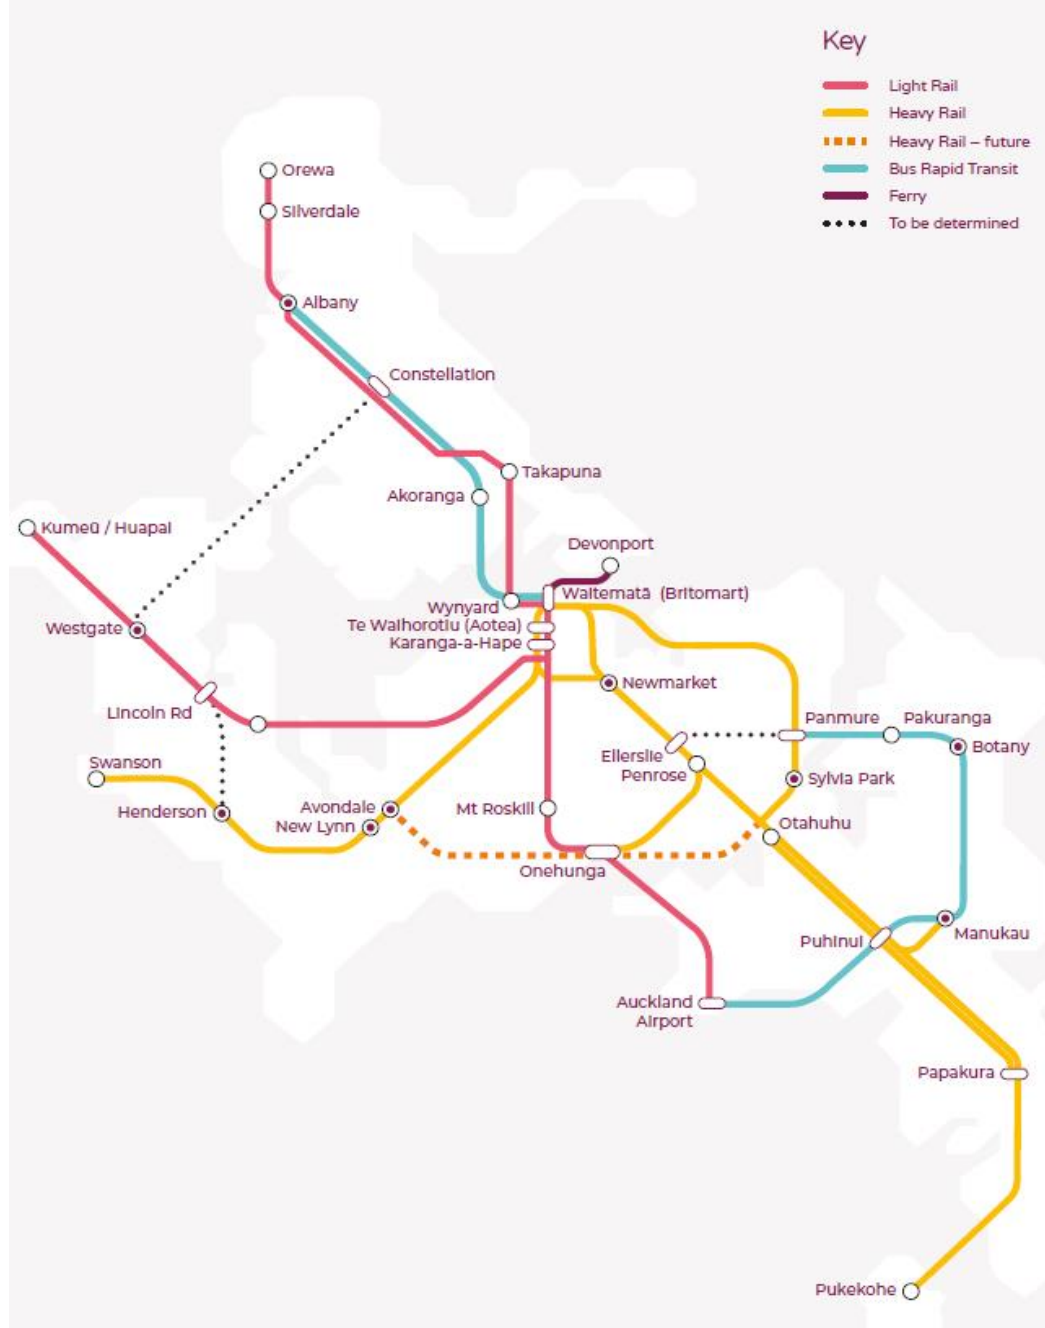 Key
Light Rail
Heavy Rail
Heavy Rail – future
Bus Rapid Transit
Ferry
To be determined
Orewa
Silverdale
Albany
Constellation
Takapuna
Akoranga
Kumeū / Huapai
Devonport
Waitematā (Britomart)
Wynyard
Te Waihorotiu (Aotea)
Karanga-a-Hape
Westgate
Newmarket
Lincoln Rd
Panmure
Pakuranga
Botany
Ellerslie
Penrose
Swanson
Sylvia Park
Henderson
Avondale
New Lynn
Mt Roskill
Otahuhu
Onehunga
Manukau
Puhinui
Auckland
Airport
Papakura
Pukekohe